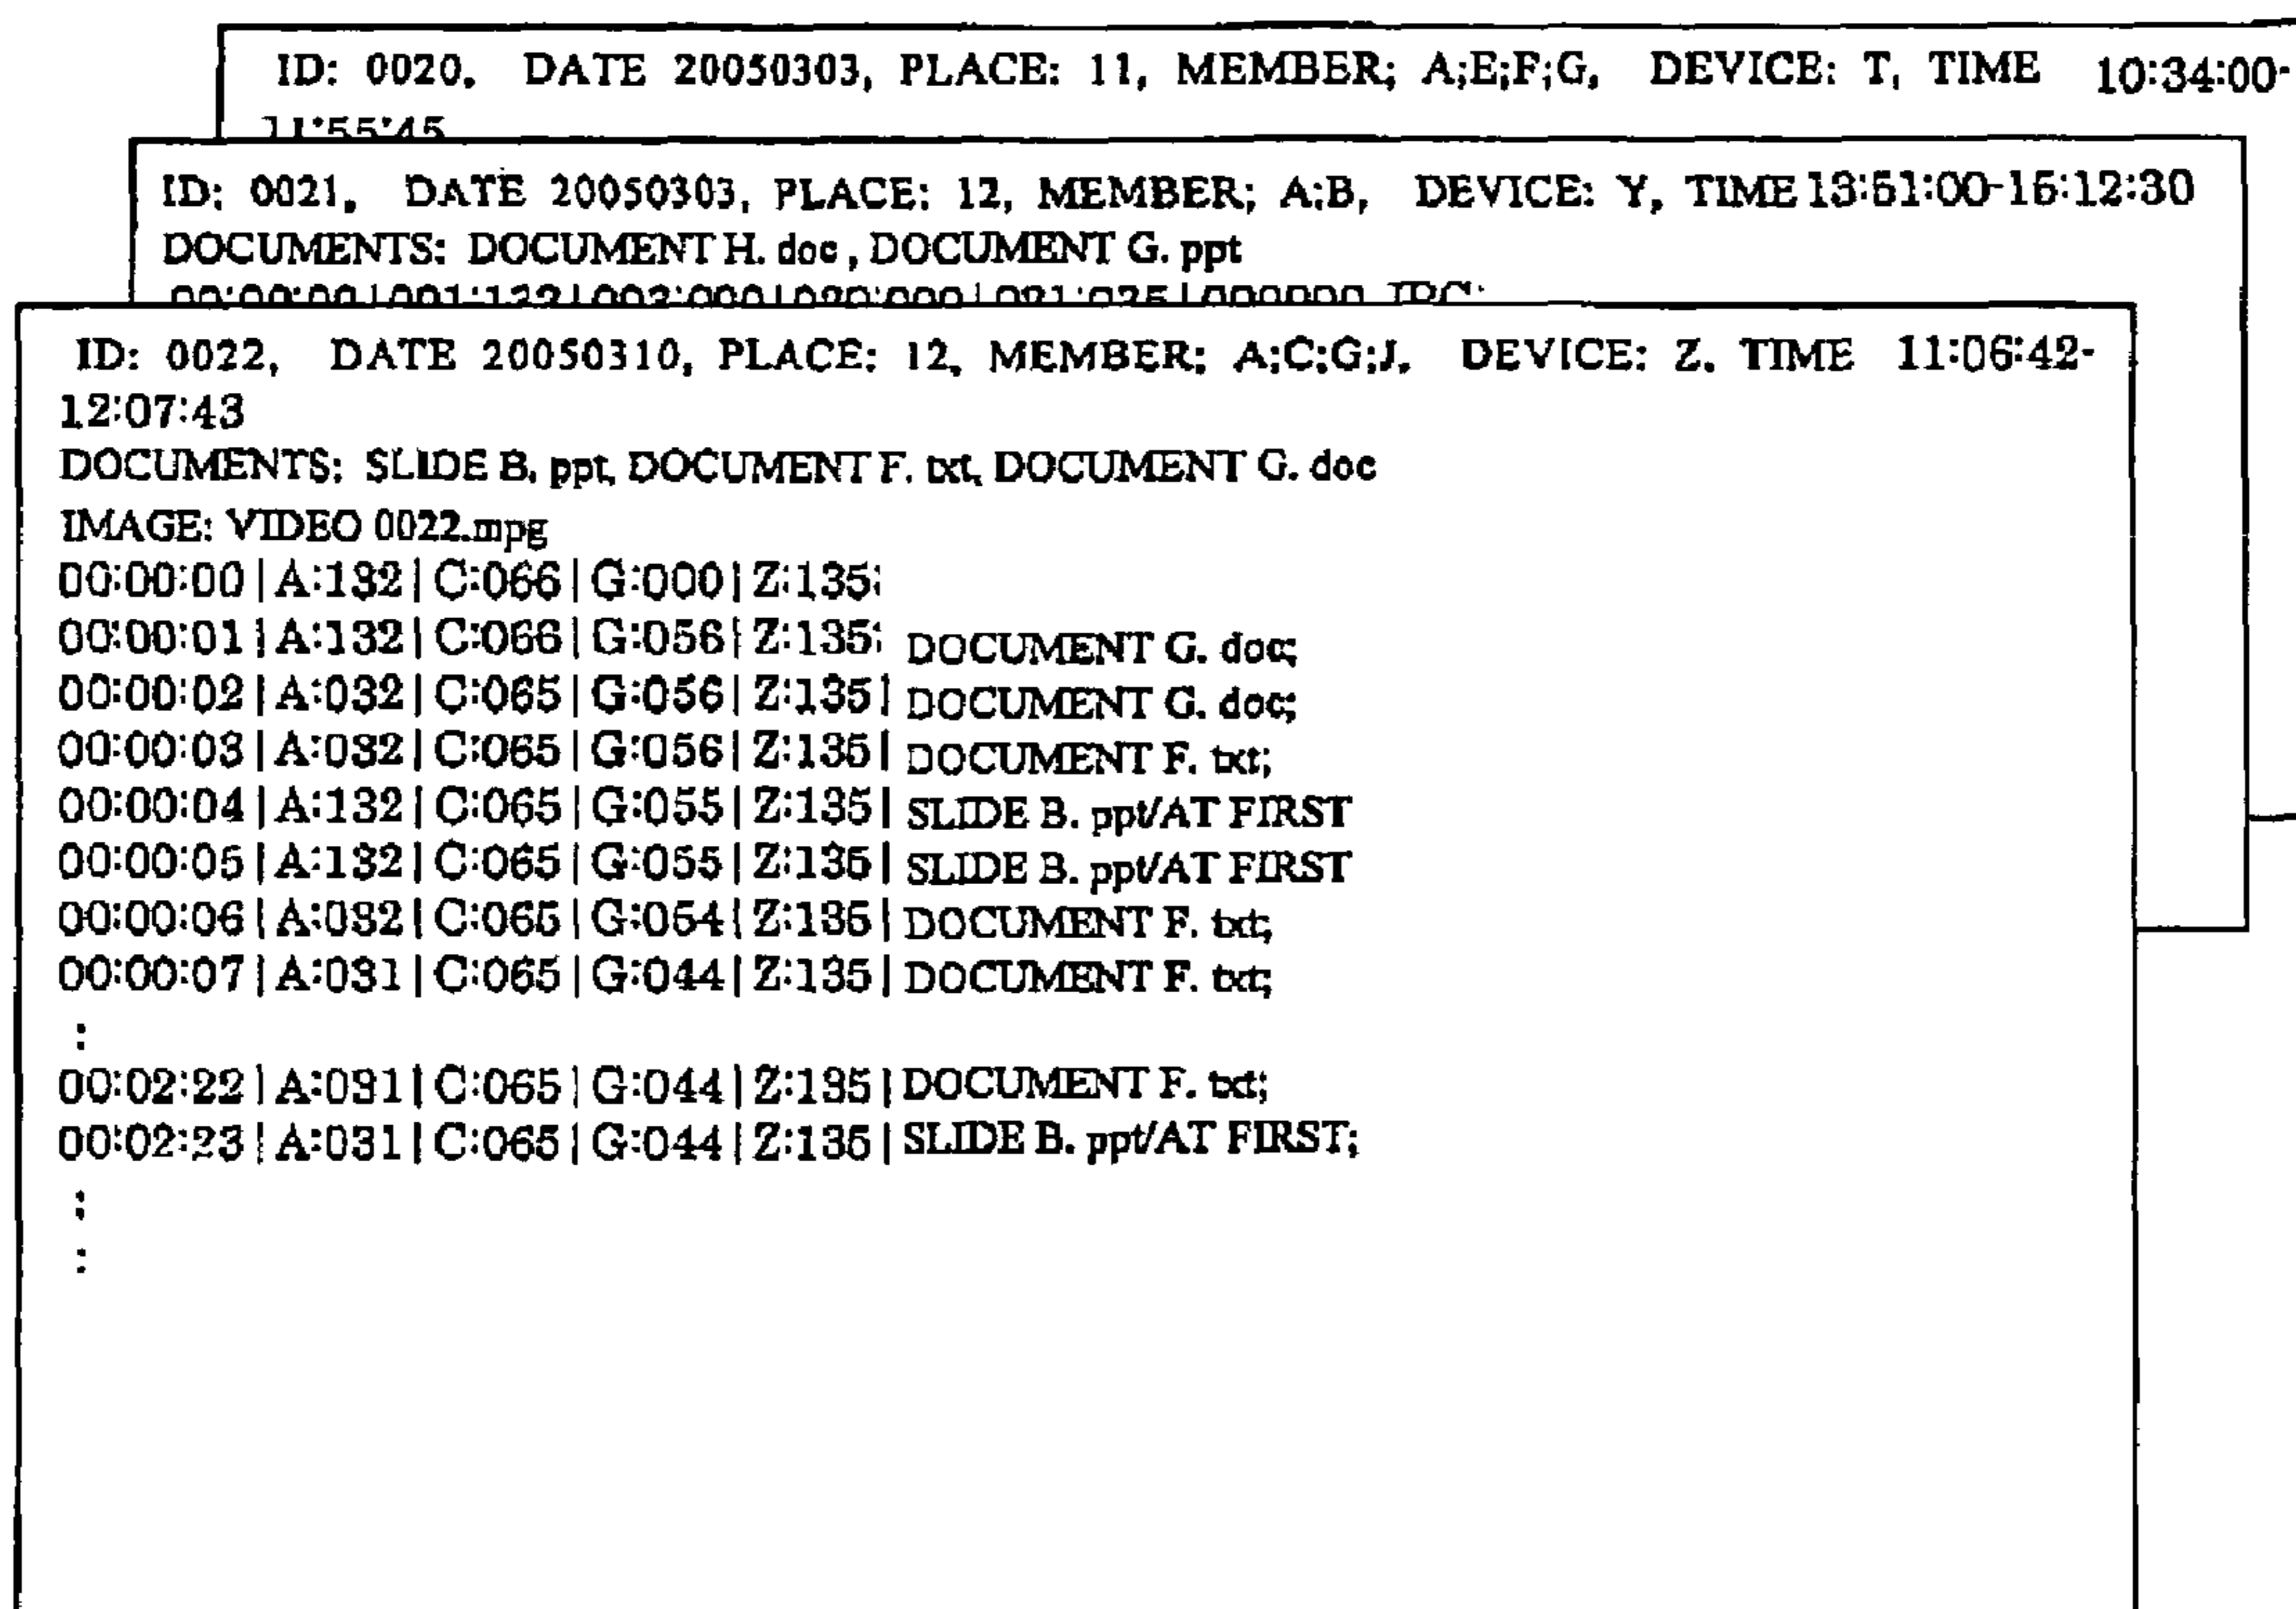 ID: 0020, DATE 20050303, PLACE: 11, MEMBER; A;E;F;G, DEVICE: T, TIME 10:34:00-
11:55:45
ID: 0021, DATE 20050303, PLACE: 12, MEMBER; A;B, DEVICE: Y, TIME 13:51:00-15:12:30
DOCUMENTS: DOCUMENT H. doc, DOCUMENT G. ppt
ID: 0022, DATE 20050310, PLACE: 12, MEMBER; A;C;G;J, DEVICE: Z. TIME 11:06:42-
12:07:43
DOCUMENTS; SLIDE B. ppt, DOCUMENT F. txt, DOCUMENT G. doc
IMAGE: VIDEO 0022.mpg
00:00:00|A:132|C:066|G:000|Z:135;
00:00:01|A:132|C:066|G:056|Z:135; DOCUMENT G. doc;
00:00:02|A:032|C:065|G:056|Z:135| DOCUMENT G. doc;
00:00:03|A:032|C:065|G:056|Z:135| DOCUMENT F. txt;
00:00:04|A:132|C:065|G:055|Z:135| SLIDE B. ppt/AT FIRST
00:00:05|A:132|C:065|G:055|Z:135| SLIDE B. ppt/AT FIRST
00:00:06|A:032|C:065|G:054|Z:135| DOCUMENT F. txt;
00:00:07|A:031|C:065|G:044|Z:135| DOCUMENT F. txt;
:
00:02:22|A:031|C:065|G:044|Z:135| DOCUMENT F. txt;
00:02:23|A:031|C:065|G:044|Z:135| SLIDE B. ppt/AT FIRST;
:
: